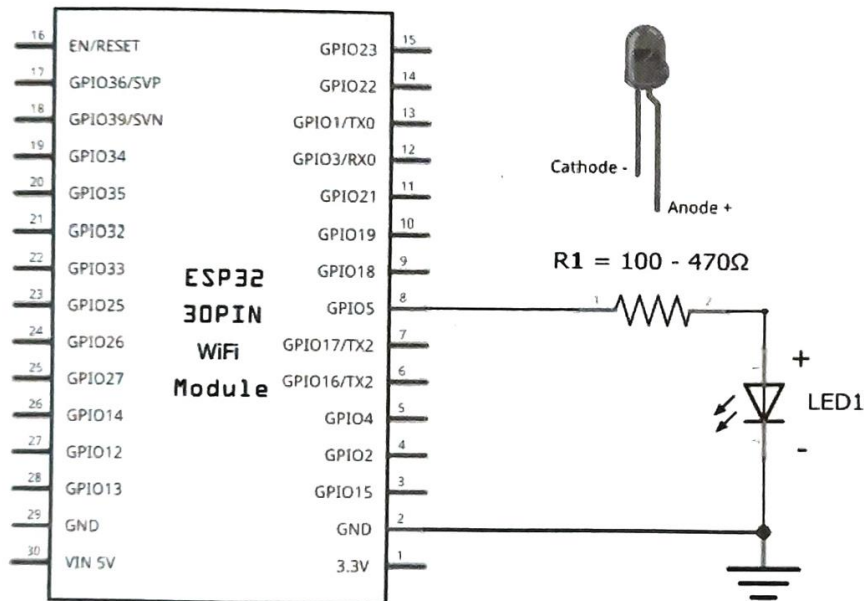 16 EN/RESET
17 GPIO36/SVP
18 GPIO39/SVN
19 GPIO34
20 GPIO35
21 GPIO32
22 GPIO33
23 GPIO25
24 GPIO26
25 GPIO27
26 GPIO14
27 GPIO12
28 GPIO13
29 GND
30 VIN 5V
ESP32
30PIN
WiFi
Module
GPIO23 15
GPIO22 14
GPIO1/TX0 13
GPIO3/RX0 12
GPIO21 11
GPIO19 10
GPIO18 9
GPIO5 8
GPIO17/TX2 7
GPIO16/TX2 6
GPIO4 5
GPIO2 4
GPIO15 3
GND 2
3.3V 1
Cathode -
Anode +
R1 = 100 - 470Ω
1 2
+
LED1
-